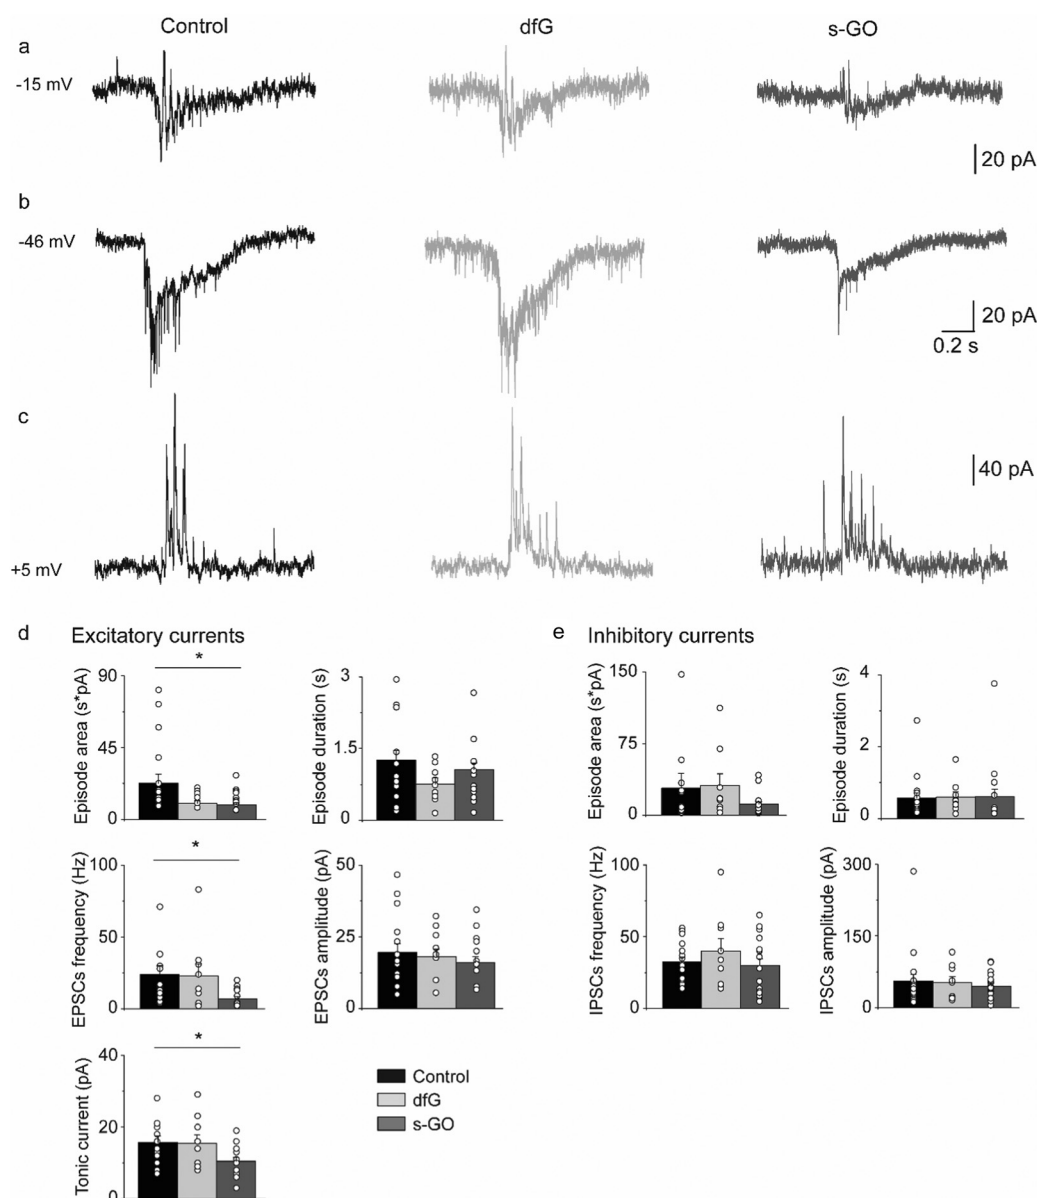 Control dfG s-GO
a
-15 mV
20 pA
b
-46 mV
20 pA
0.2 s
c
40 pA
+5 mV
d Excitatory currents
*
Episode area (s*pA)
90
45
0
Episode duration (s)
3
1.5
0
*
EPSCs frequency (Hz)
100
50
0
EPSCs amplitude (pA)
50
25
0
*
Tonic current (pA)
40
20
0
Control
dfG
s-GO
e Inhibitory currents
Episode area (s*pA)
150
75
0
Episode duration (s)
4
2
0
IPSCs frequency (Hz)
100
50
0
IPSCs amplitude (pA)
300
150
0